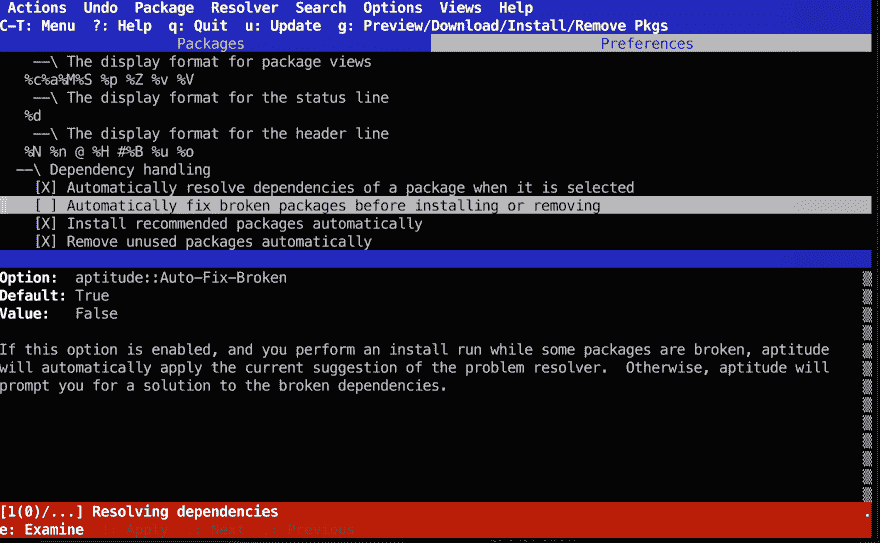 Actions Undo Package Resolver Search Options Views Help
C-T: Menu ?: Help q: Quit u: Update g: Preview/Download/Install/Remove Pkgs
Packages Preferences
--\ The display format for package views
%c%a%M%S %p %Z %v %V
--\ The display format for the status line
%d
--\ The display format for the header line
%N %n @ %H #%B %u %o
--\ Dependency handling
[X] Automatically resolve dependencies of a package when it is selected
[ ] Automatically fix broken packages before installing or removing
[X] Install recommended packages automatically
[X] Remove unused packages automatically
Option: aptitude::Auto-Fix-Broken
Default: True
Value: False
If this option is enabled, and you perform an install run while some packages are broken, aptitude
will automatically apply the current suggestion of the problem resolver. Otherwise, aptitude will
prompt you for a solution to the broken dependencies.
[1(0)/...] Resolving dependencies .
e: Examine Apply Next Previous